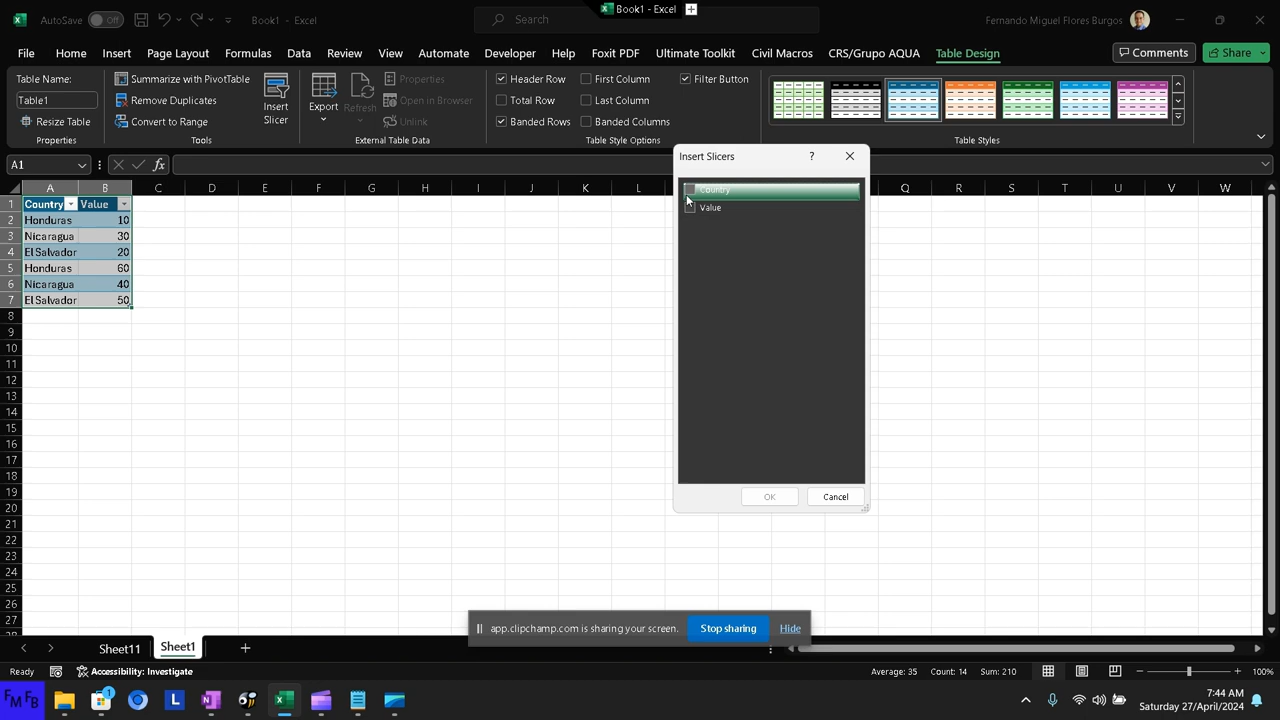 AutoSave Off Book1 - Excel Search Book1 - Excel Fernando Miguel Flores Burgos
File Home Insert Page Layout Formulas Data Review View Automate Developer Help Foxit PDF Ultimate Toolkit Civil Macros CRS/Grupo AQUA Table Design Comments Share
Table Name: Summarize with PivotTable Properties Header Row First Column Filter Button
Table1 Remove Duplicates Insert Slicer Export Refresh Open in Browser Total Row Last Column
Resize Table Banded Rows Banded Columns
Properties Tools External Table Data Table Style Options Table Styles
A1 fx
Insert Slicers ?
Country
Value
OK Cancel
A B C D E F G H I J K L Q R S T U V W
1 Country Value
2 Honduras 10
3 Nicaragua 30
4 El Salvador 20
5 Honduras 60
6 Nicaragua 40
7 El Salvador 50
8
9
10
11
12
13
14
15
16
17
18
19
20
21
22
23
24
25
26
27
app.clipchamp.com is sharing your screen. Stop sharing Hide
Sheet11 Sheet1
Ready Accessibility: Investigate Average: 35 Count: 14 Sum: 210 100%
FMFB 1 L N 7:44 AM
Saturday 27/April/2024